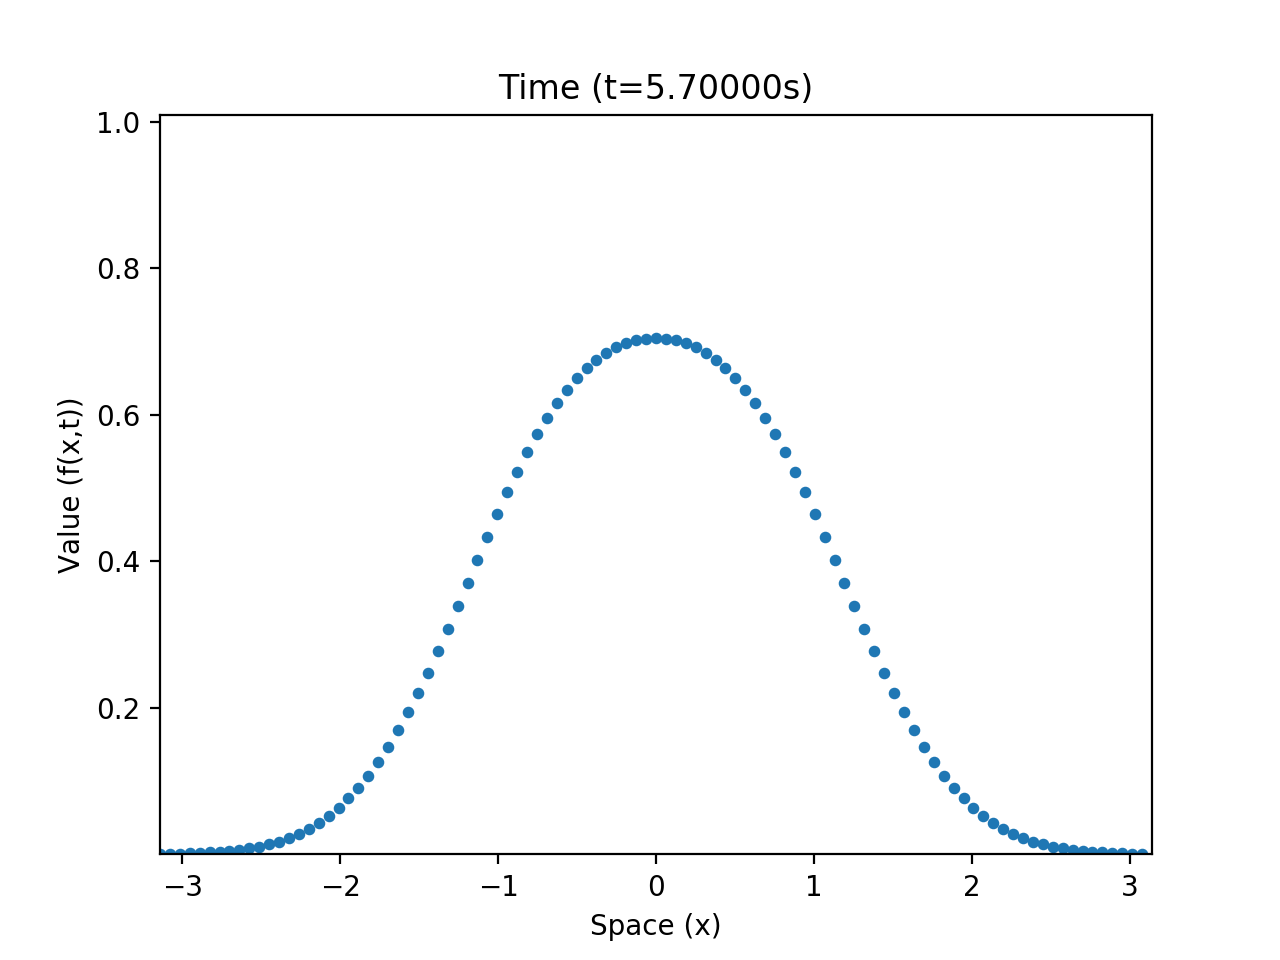 Time (t=5.70000s)
1.0
0.8
0.6
0.4
0.2
Value (f(x,t))
−3 −2 −1 0 1 2 3
Space (x)